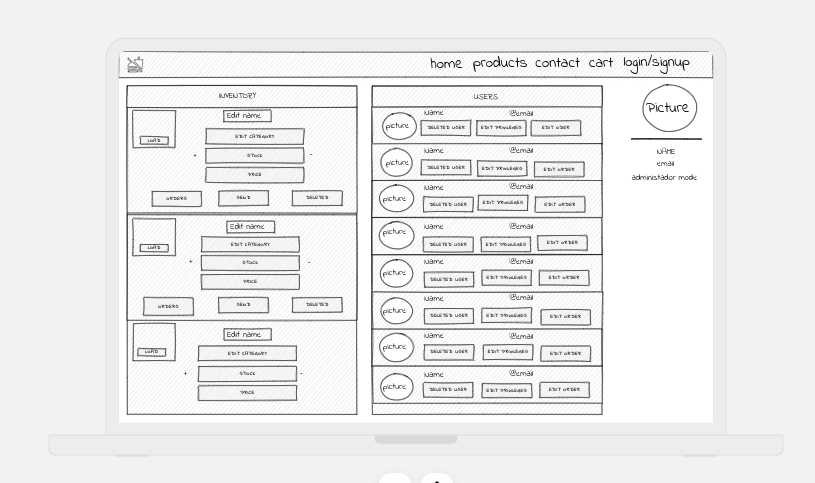 home products contact cart login/signup
INVENTORY
Edit name
LOAD
EDIT CATEGORY
+ STOCK -
PRICE
ORDERS SEND DELETED
Edit name
LOAD
EDIT CATEGORY
+ STOCK -
PRICE
ORDERS SEND DELETED
Edit name
LOAD
EDIT CATEGORY
+ STOCK -
PRICE
USERS
Name @email
picture DELETED USER EDIT PRIVILEGES EDIT ORDER
Name @email
picture DELETED USER EDIT PRIVILEGES EDIT ORDER
Name @email
picture DELETED USER EDIT PRIVILEGES EDIT ORDER
Name @email
picture DELETED USER EDIT PRIVILEGES EDIT ORDER
Name @email
picture DELETED USER EDIT PRIVILEGES EDIT ORDER
Name @email
picture DELETED USER EDIT PRIVILEGES EDIT ORDER
Name @email
picture DELETED USER EDIT PRIVILEGES EDIT ORDER
Name @email
picture DELETED USER EDIT PRIVILEGES EDIT ORDER
Picture
NAME
email
administador mode